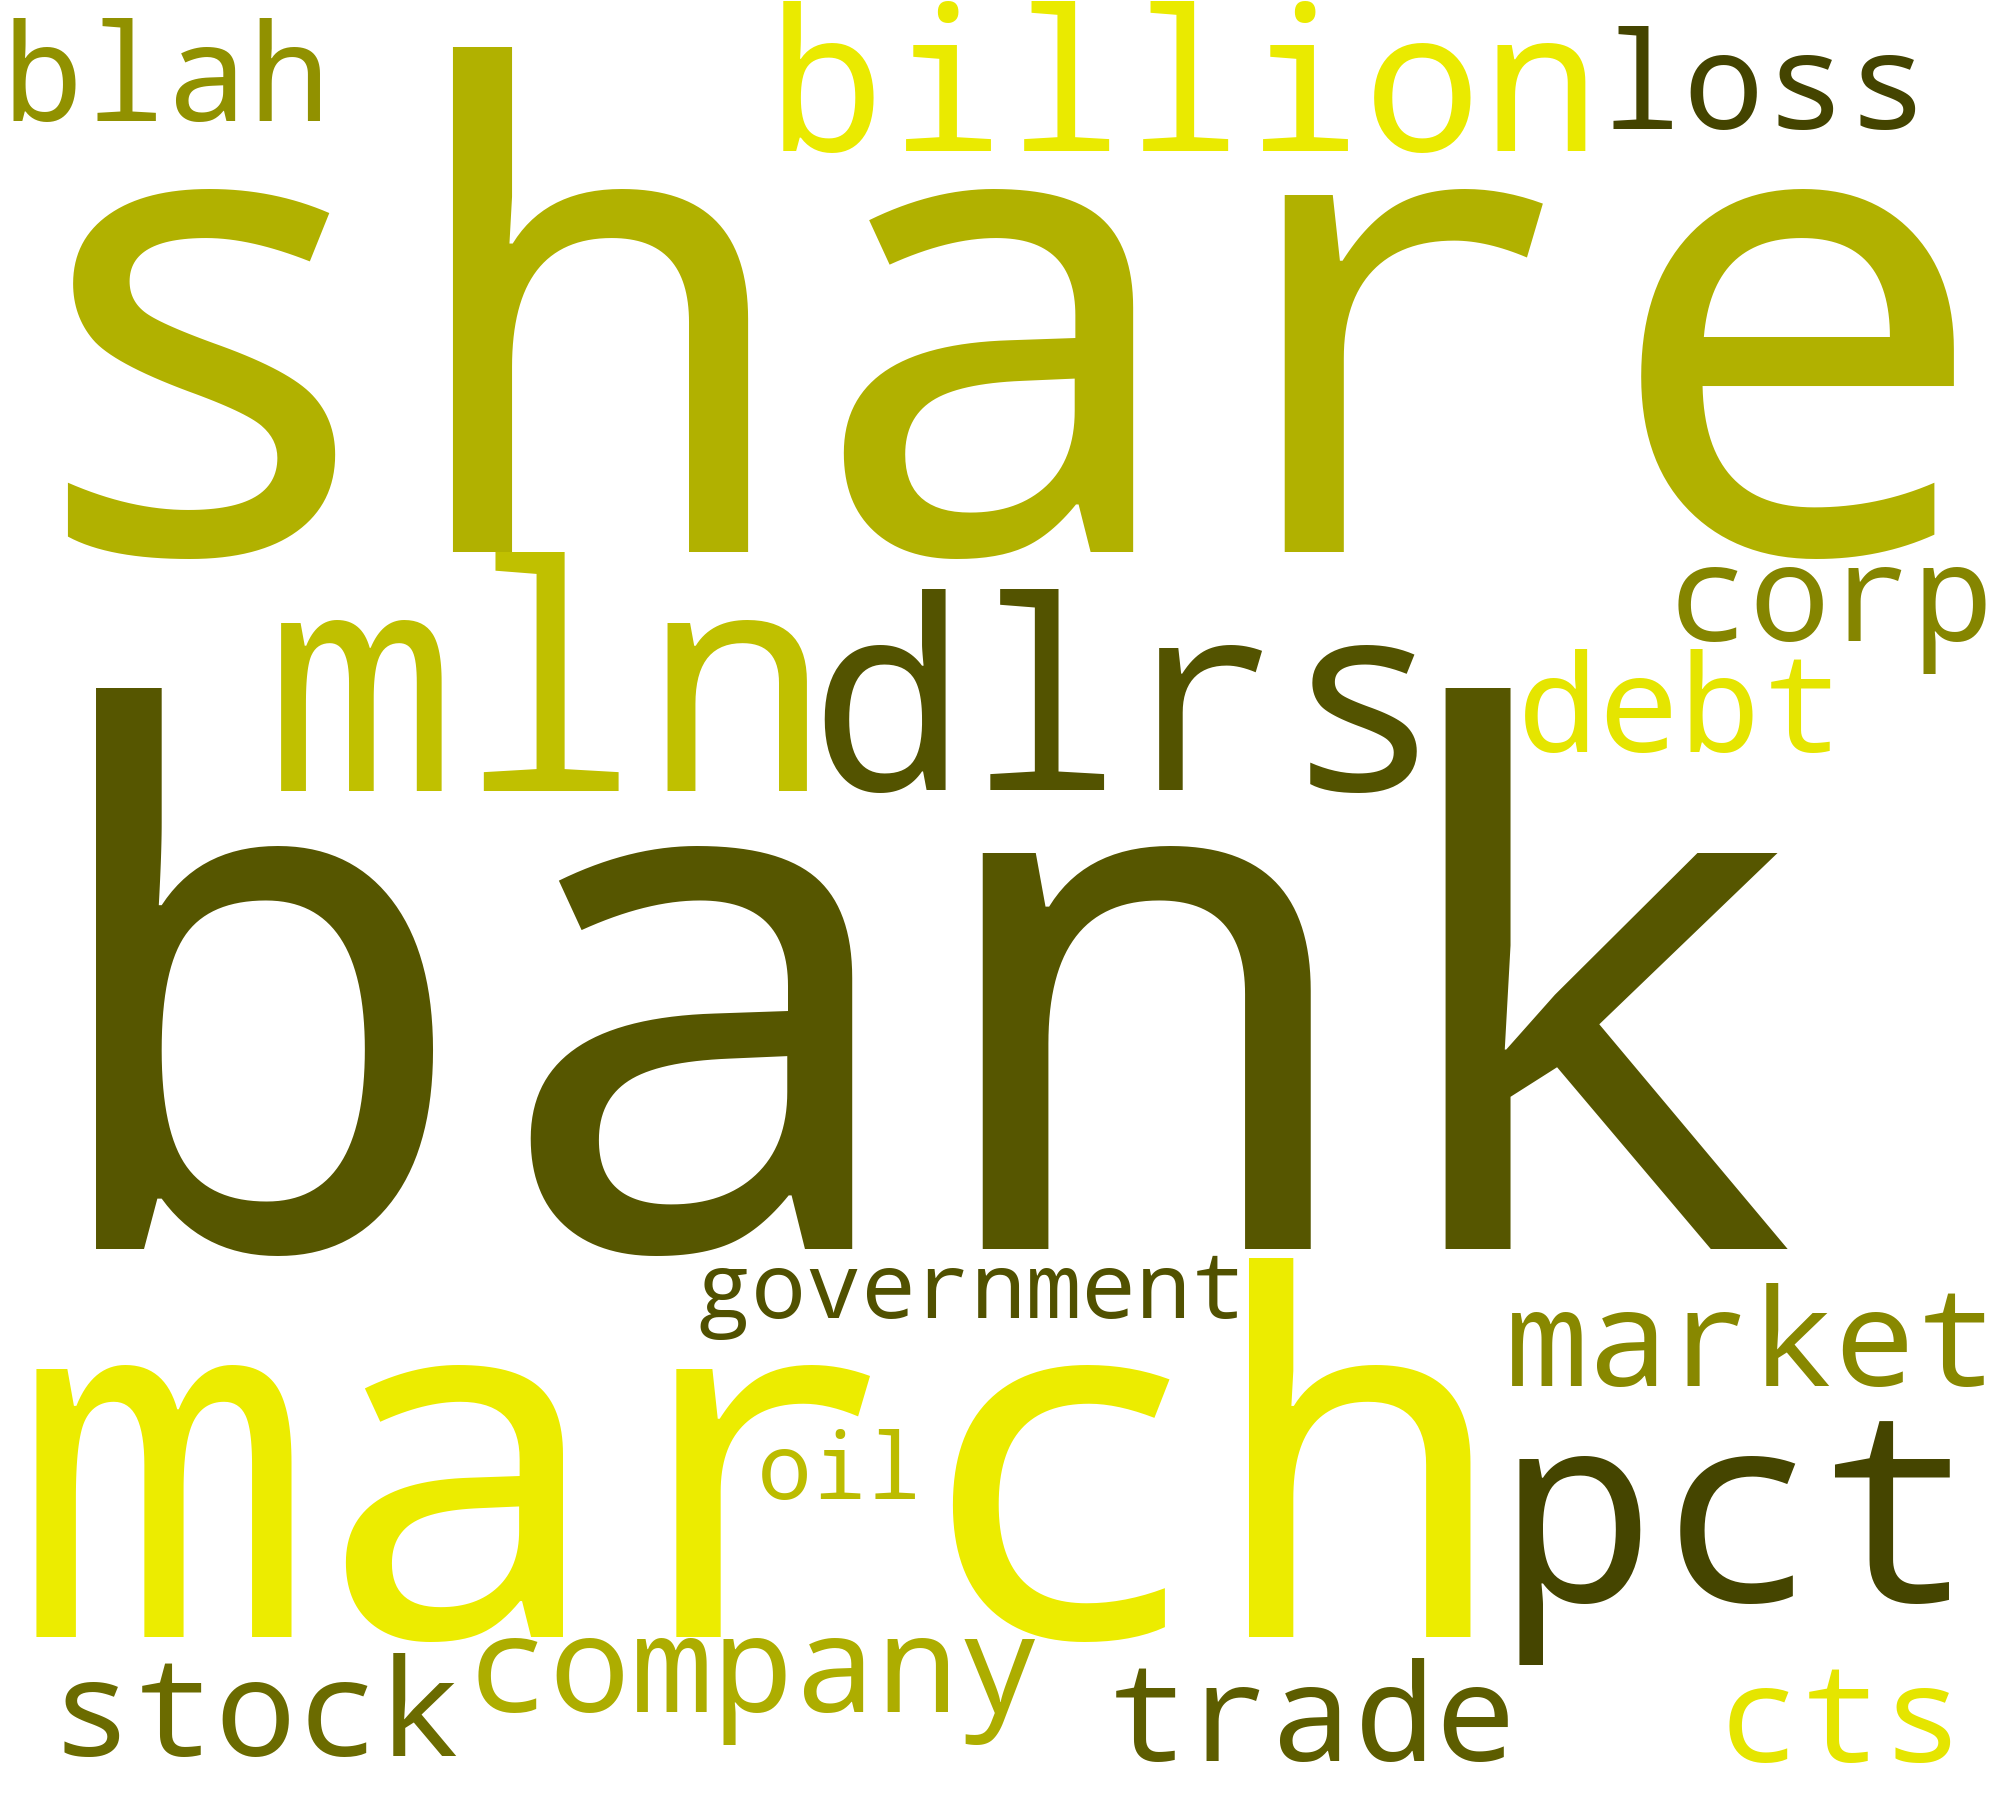 blah billion loss
share
mln dlrs corp
debt
bank
government
market
march
oil
pct
stock company trade cts